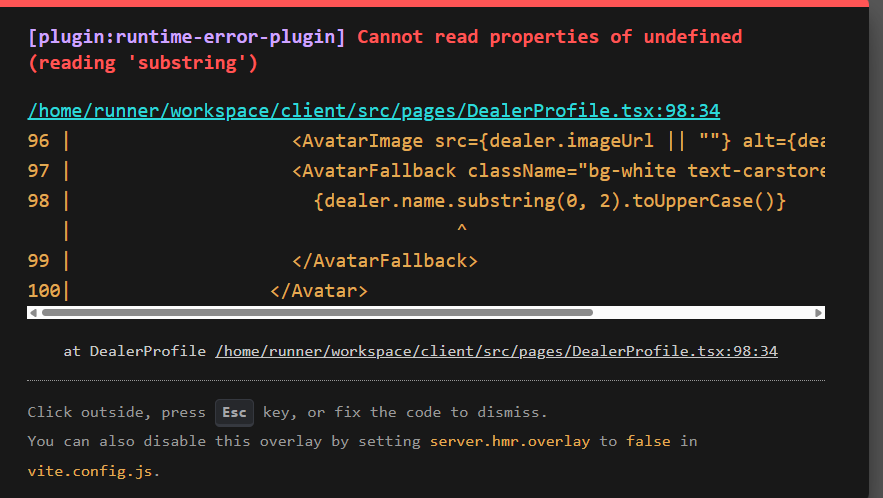 [plugin:runtime-error-plugin] Cannot read properties of undefined
(reading 'substring')
/home/runner/workspace/client/src/pages/DealerProfile.tsx:98:34
96 | <AvatarImage src={dealer.imageUrl || ""} alt={dea
97 | <AvatarFallback className="bg-white text-carstore
98 | {dealer.name.substring(0, 2).toUpperCase()}
| ^
99 | </AvatarFallback>
100| </Avatar>
at DealerProfile /home/runner/workspace/client/src/pages/DealerProfile.tsx:98:34
Click outside, press Esc key, or fix the code to dismiss.
You can also disable this overlay by setting server.hmr.overlay to false in
vite.config.js.